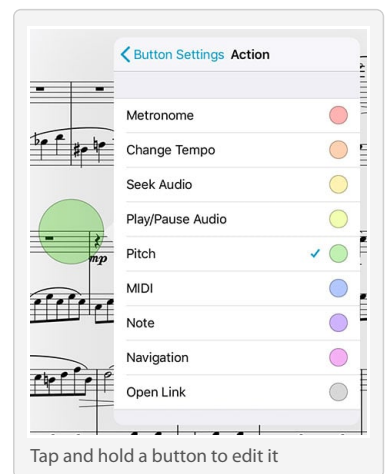 Button Settings Action
Metronome
Change Tempo
Seek Audio
Play/Pause Audio
Pitch
MIDI
Note
Navigation
Open Link
mp
Tap and hold a button to edit it